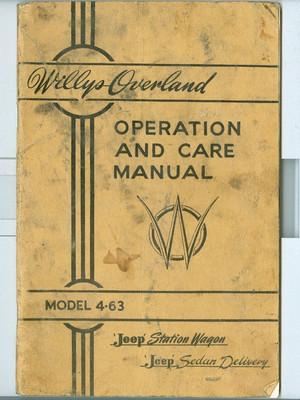 Willys-Overland
OPERATION
AND CARE
MANUAL
W
MODEL 4-63
'Jeep' Station Wagon
'Jeep' Sedan Delivery